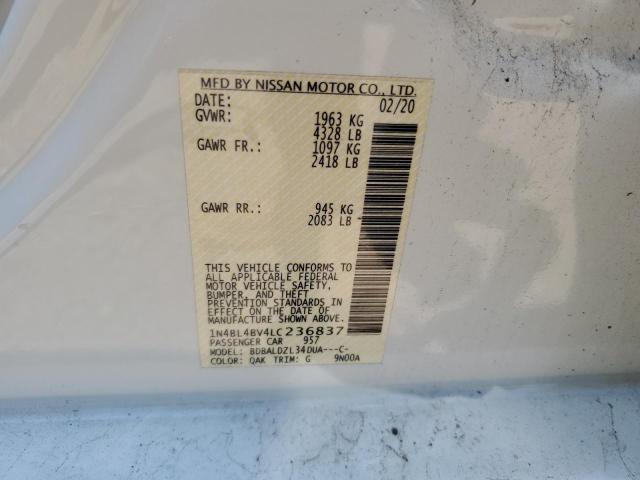 MFD BY NISSAN MOTOR CO., LTD.
DATE: 02/20
GVWR: 1963 KG
4328 LB
GAWR FR.: 1097 KG
2418 LB
GAWR RR.: 945 KG
2083 LB
THIS VEHICLE CONFORMS TO
ALL APPLICABLE FEDERAL
MOTOR VEHICLE SAFETY,
BUMPER, AND THEFT
PREVENTION STANDARDS IN
EFFECT ON THE DATE OF
MANUFACTURE SHOWN ABOVE.
1N4BL4BV4LC236837
PASSENGER CAR 957
MODEL: BDBALDZL34DUA---C-
COLOR: QAK TRIM: G 9N00A